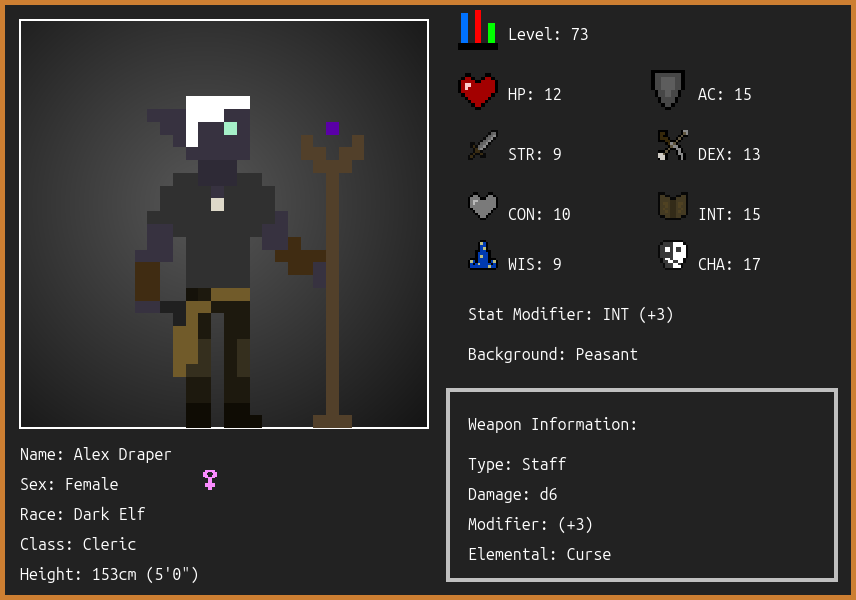 Level: 73
HP: 12
AC: 15
STR: 9
DEX: 13
CON: 10
INT: 15
WIS: 9
CHA: 17
Stat Modifier: INT (+3)
Background: Peasant
Weapon Information:
Type: Staff
Damage: d6
Modifier: (+3)
Elemental: Curse
Name: Alex Draper
Sex: Female
Race: Dark Elf
Class: Cleric
Height: 153cm (5'0")